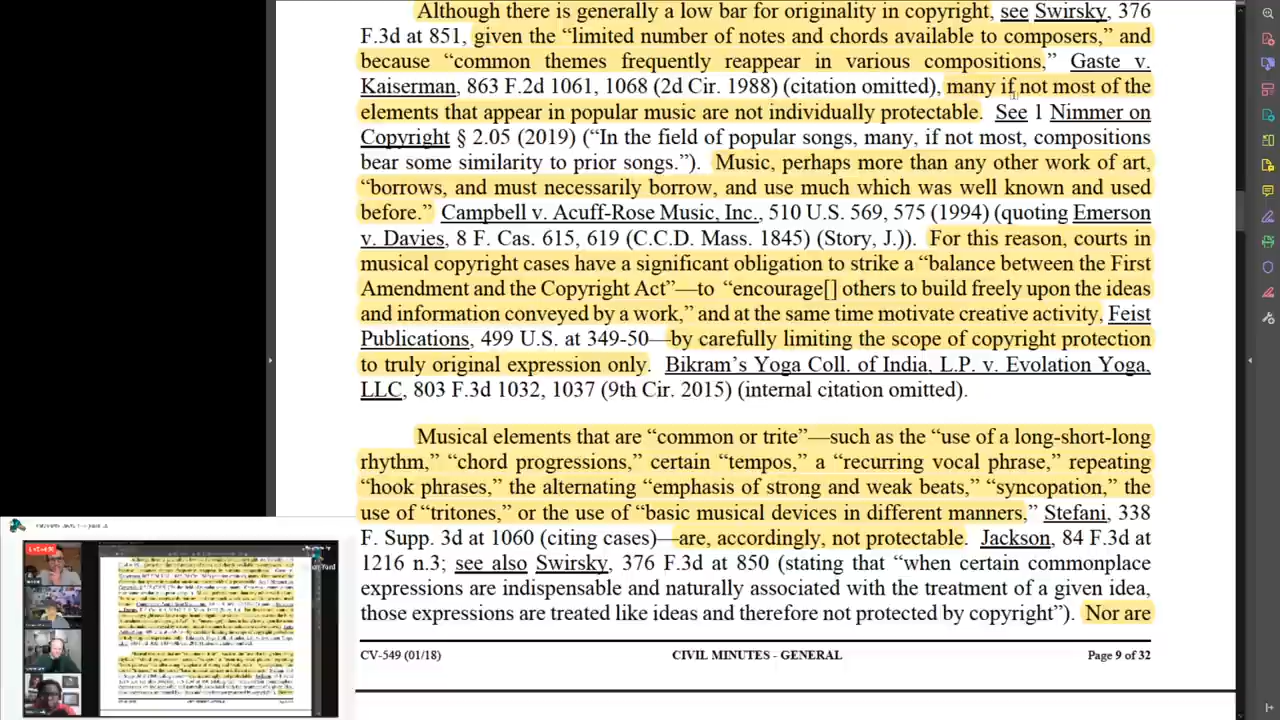 Although there is generally a low bar for originality in copyright, see Swirsky, 376
F.3d at 851, given the “limited number of notes and chords available to composers,” and
because “common themes frequently reappear in various compositions,” Gaste v.
Kaiserman, 863 F.2d 1061, 1068 (2d Cir. 1988) (citation omitted), many if not most of the
elements that appear in popular music are not individually protectable. See 1 Nimmer on
Copyright § 2.05 (2019) (“In the field of popular songs, many, if not most, compositions
bear some similarity to prior songs.”). Music, perhaps more than any other work of art,
“borrows, and must necessarily borrow, and use much which was well known and used
before.” Campbell v. Acuff-Rose Music, Inc., 510 U.S. 569, 575 (1994) (quoting Emerson
v. Davies, 8 F. Cas. 615, 619 (C.C.D. Mass. 1845) (Story, J.)). For this reason, courts in
musical copyright cases have a significant obligation to strike a “balance between the First
Amendment and the Copyright Act”—to “encourage[] others to build freely upon the ideas
and information conveyed by a work,” and at the same time motivate creative activity, Feist
Publications, 499 U.S. at 349-50—by carefully limiting the scope of copyright protection
to truly original expression only. Bikram’s Yoga Coll. of India, L.P. v. Evolation Yoga,
LLC, 803 F.3d 1032, 1037 (9th Cir. 2015) (internal citation omitted).
Musical elements that are “common or trite”—such as the “use of a long-short-long
rhythm,” “chord progressions,” certain “tempos,” a “recurring vocal phrase,” repeating
“hook phrases,” the alternating “emphasis of strong and weak beats,” “syncopation,” the
use of “tritones,” or the use of “basic musical devices in different manners,” Stefani, 338
F. Supp. 3d at 1060 (citing cases)—are, accordingly, not protectable. Jackson, 84 F.3d at
1216 n.3; see also Swirsky, 376 F.3d at 850 (stating that “when certain commonplace
expressions are indispensable and naturally associated with the treatment of a given idea,
those expressions are treated like ideas and therefore not protected by copyright”). Nor are
CV-549 (01/18) CIVIL MINUTES - GENERAL Page 9 of 32